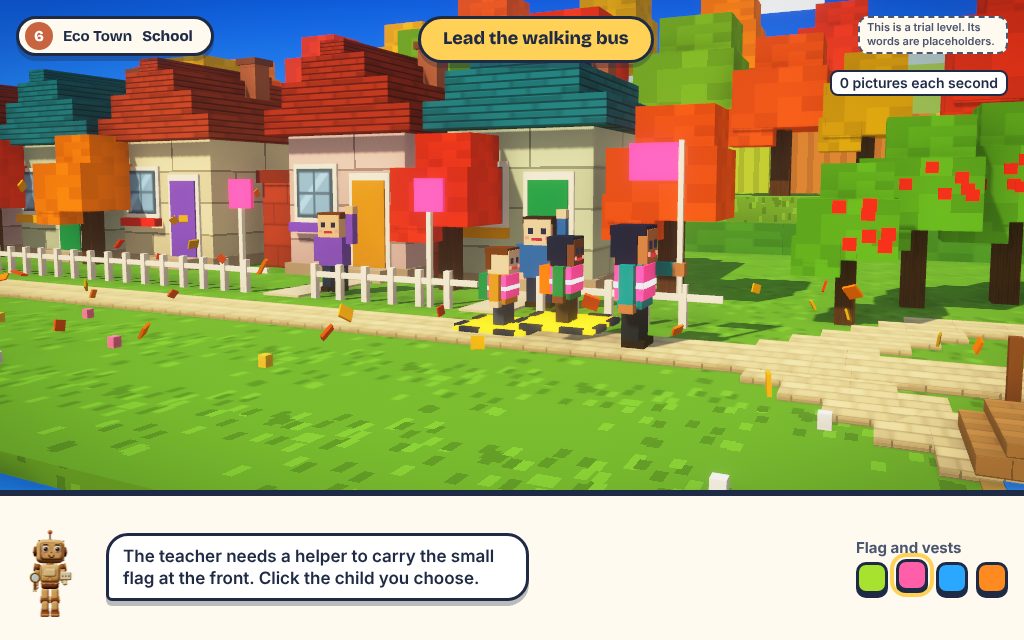 6 Eco Town School
Lead the walking bus
This is a trial level. Its
words are placeholders.
0 pictures each second
The teacher needs a helper to carry the small
flag at the front. Click the child you choose.
Flag and vests